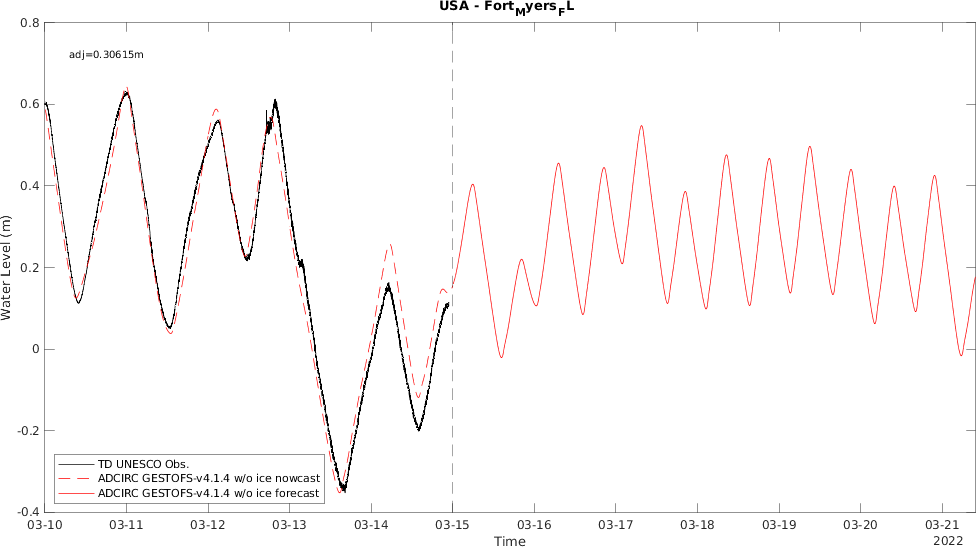 USA - Fort_Myers_FL
adj=0.30615m
Water Level (m)
0.8
0.6
0.4
0.2
0
-0.2
-0.4
TD UNESCO Obs.
ADCIRC GESTOFS-v4.1.4 w/o ice nowcast
ADCIRC GESTOFS-v4.1.4 w/o ice forecast
03-10 03-11 03-12 03-13 03-14 03-15 03-16 03-17 03-18 03-19 03-20 03-21
Time
2022